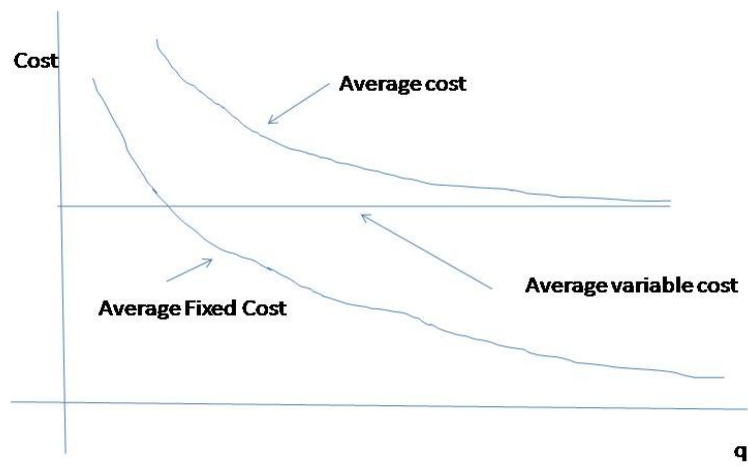 Cost
Average cost
Average variable cost
Average Fixed Cost
q